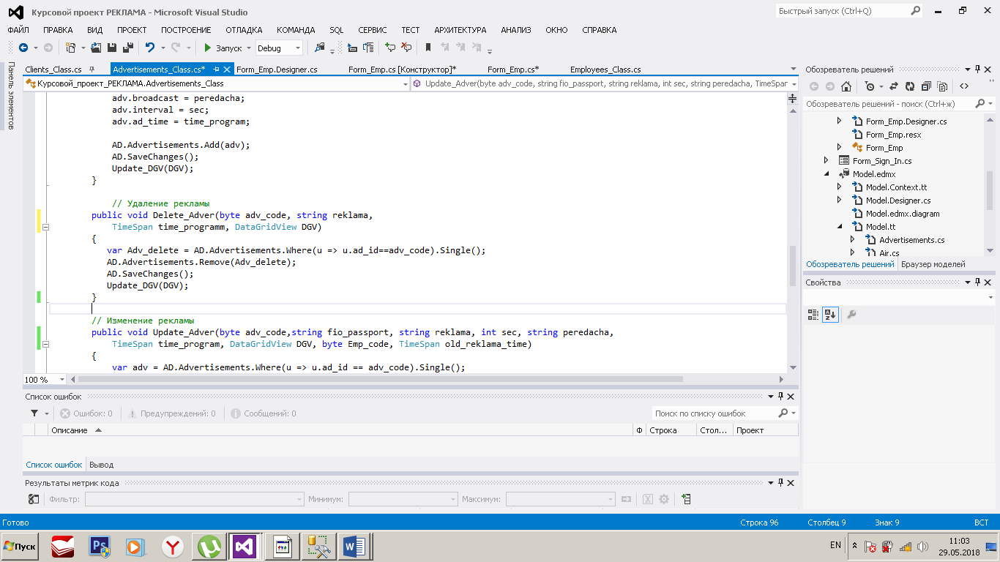 Курсовой проект РЕКЛАМА - Microsoft Visual Studio
Быстрый запуск (Ctrl+Q)
ФАЙЛ ПРАВКА ВИД ПРОЕКТ ПОСТРОЕНИЕ ОТЛАДКА КОМАНДА SQL СЕРВИС ТЕСТ АРХИТЕКТУРА АНАЛИЗ ОКНО СПРАВКА
Запуск Debug
Панель элементов
Clients_Class.cs Advertisements_Class.cs* Form_Emp.Designer.cs Form_Emp.cs [Конструктор]* Form_Emp.cs* Employees_Class.cs
Курсовой_проект_РЕКЛАМА.Advertisements_Class
Update_Adver(byte adv_code, string fio_passport, string reklama, int sec, string peredacha, TimeSpan
adv.broadcast = peredacha;
adv.interval = sec;
adv.ad_time = time_program;
AD.Advertisements.Add(adv);
AD.SaveChanges();
Update_DGV(DGV);
}
// Удаление рекламы
public void Delete_Adver(byte adv_code, string reklama,
TimeSpan time_programm, DataGridView DGV)
{
var Adv_delete = AD.Advertisements.Where(u => u.ad_id==adv_code).Single();
AD.Advertisements.Remove(Adv_delete);
AD.SaveChanges();
Update_DGV(DGV);
}
// Изменение рекламы
public void Update_Adver(byte adv_code,string fio_passport, string reklama, int sec, string peredacha,
TimeSpan time_program, DataGridView DGV, byte Emp_code, TimeSpan old_reklama_time)
{
var adv = AD.Advertisements.Where(u => u.ad_id == adv_code).Single();
100 %
Обозреватель решений
Обозреватель решений - поиск (Ctrl+ж)
Form_Emp.Designer.cs
Form_Emp.resx
Form_Emp
Form_Sign_In.cs
Model.edmx
Model.Context.tt
Model.Designer.cs
Model.edmx.diagram
Model.tt
Advertisements.cs
Air.cs
Обозреватель решений Браузер моделей
Свойства
Список ошибок
Ошибок: 0 Предупреждений: 0 Сообщений: 0 Поиск по списку ошибок
Описание Ф Строка Стол... Проект
Список ошибок Вывод
Результаты метрик кода
Фильтр: Минимум: Максимум:
Готово Строка 96 Столбец 9 Знак 9 ВСТ
Пуск
EN
11:03
29.05.2018